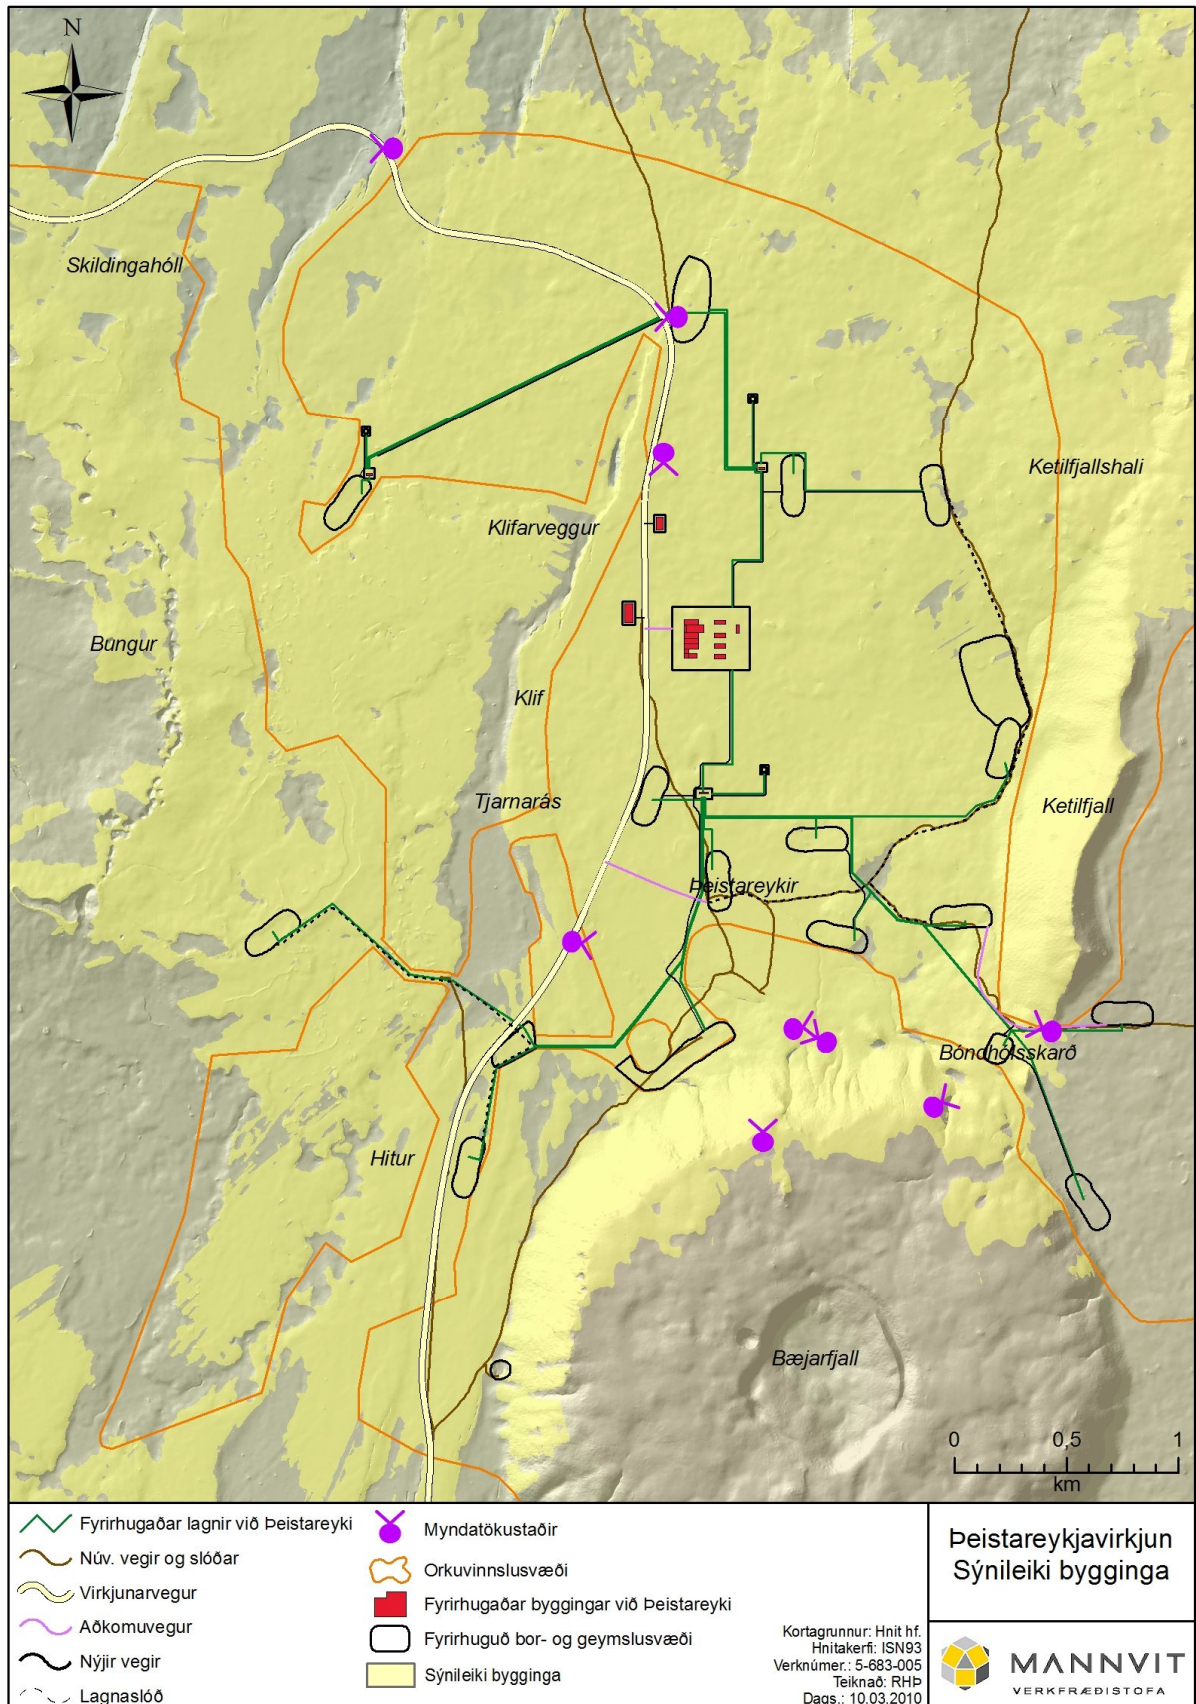 N
Skildingahóll
Ketilfjallshali
Klifarveggur
Bungur
Klif
Tjarnarás
Ketilfjall
Þeistareykir
Bóndhólsskarð
Hitur
Bæjarfjall
0 0,5 1
km
Fyrirhugaðar lagnir við Þeistareyki
Núv. vegir og slóðar
Virkjunarvegur
Aðkomuvegur
Nýjir vegir
Lagnaslóð
Myndatökustaðir
Orkuvinnslusvæði
Fyrirhugaðar byggingar við Þeistareyki
Fyrirhuguð bor- og geymslusvæði
Sýnileiki bygginga
Kortagrunnur: Hnit hf.
Hnitakerfi: ISN93
Verknúmer.: 5-683-005
Teiknað: RHÞ
Dags.: 10.03.2010
Þeistareykjavirkjun
Sýnileiki bygginga
MANNVIT
VERKFRÆÐISTOFA